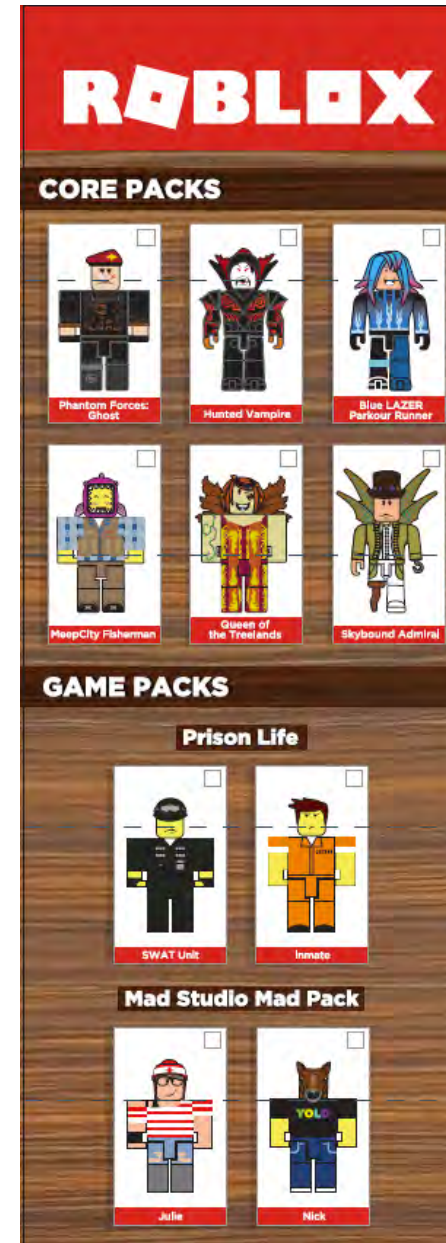 ROBLOX
CORE PACKS
Phantom Forces:
Ghost
Hunted Vampire
Blue LAZER
Parkour Runner
MeepCity Fisherman
Queen of
the Treelands
Skybound Admiral
GAME PACKS
Prison Life
SWAT Unit
Inmate
Mad Studio Mad Pack
YOLO
Julie
Nick